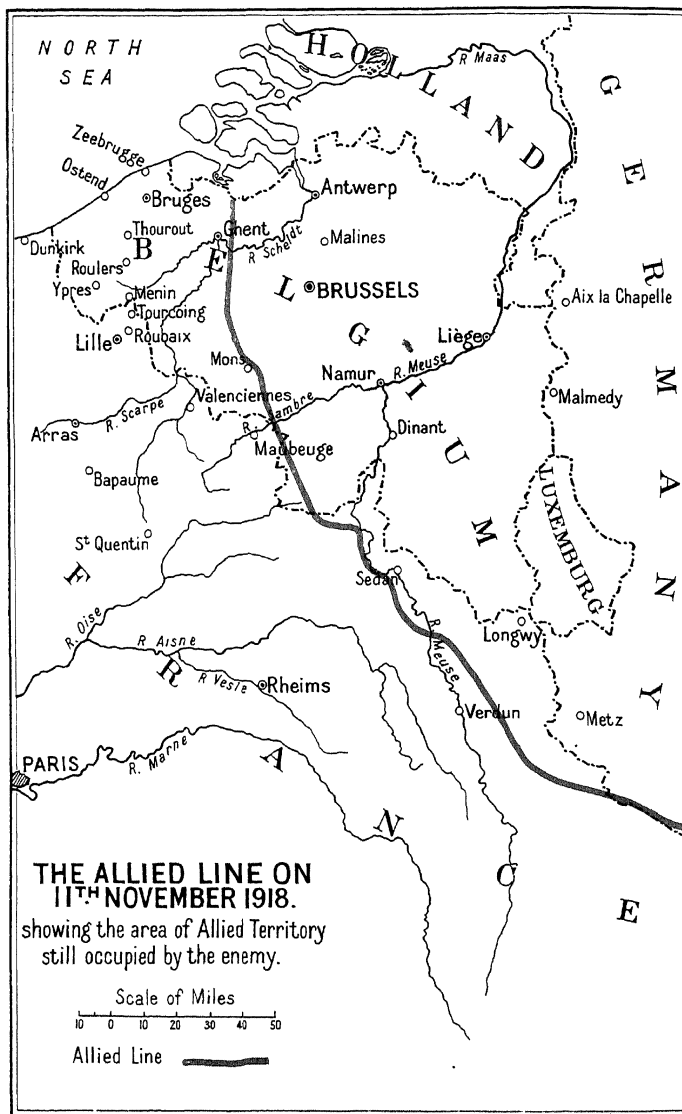 NORTH
SEA
HOLLAND
R Maas
GERMANY
Zeebrugge
Ostend
Bruges
Antwerp
Dunkirk
Thourout
Ghent
R Scheldt
Malines
BELGIUM
Roulers
Ypres
BRUSSELS
Aix la Chapelle
Menin
Tourcoing
Lille
Roubaix
Liège
Mons
Namur
R. Meuse
Valenciennes
Malmedy
R. Sambre
Arras
R. Scarpe
Maubeuge
Dinant
Bapaume
LUXEMBURG
St Quentin
FRANCE
Sedan
R. Oise
Longwy
R Aisne
R. Meuse
R Vesle
Rheims
Verdun
Metz
PARIS
R. Marne
THE ALLIED LINE ON
11TH NOVEMBER 1918.
showing the area of Allied Territory
still occupied by the enemy.
Scale of Miles
10 0 10 20 30 40 50
Allied Line